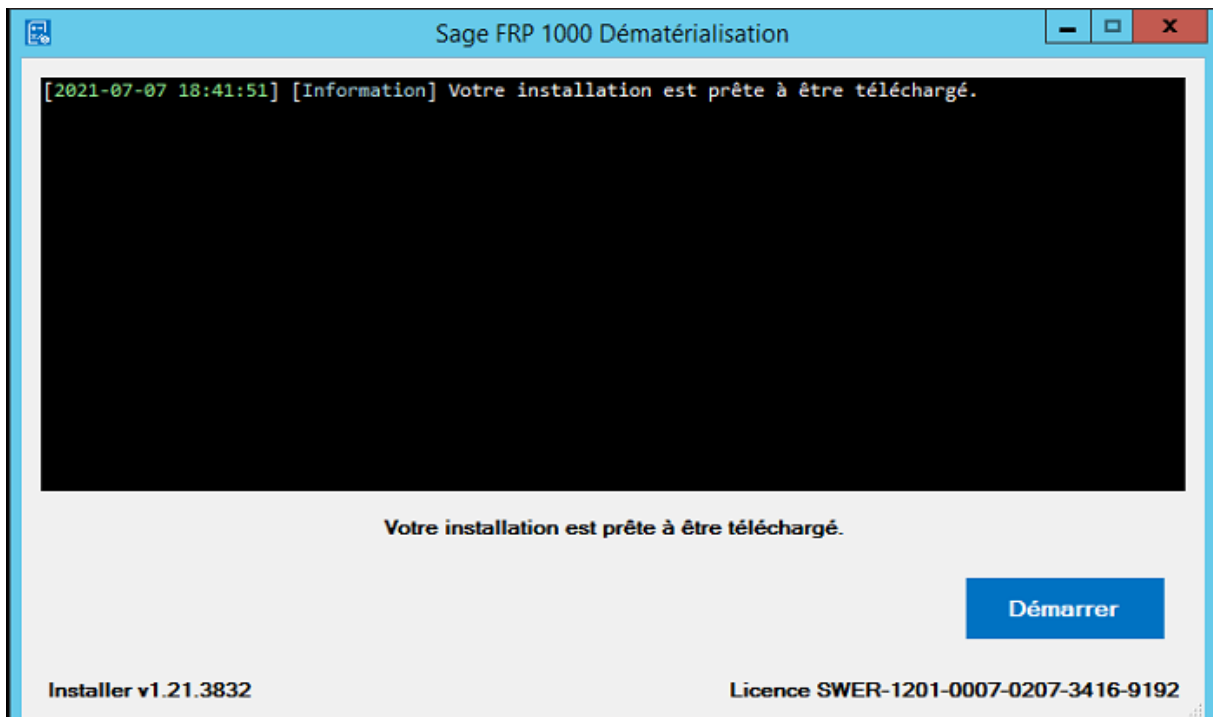 Sage FRP 1000 Dématérialisation
[2021-07-07 18:41:51] [Information] Votre installation est prête à être téléchargé.
Votre installation est prête à être téléchargé.
Démarrer
Installer v1.21.3832
Licence SWER-1201-0007-0207-3416-9192